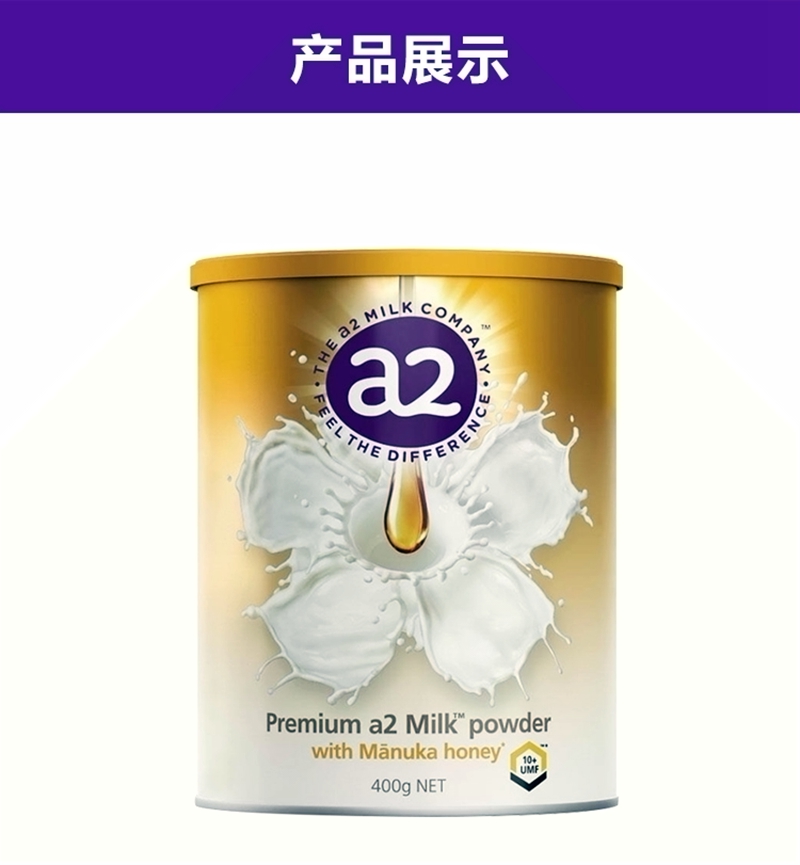 产品展示
THE a2 MILK COMPANY™
a2
FEEL THE DIFFERENCE
Premium a2 Milk™ powder
with Mānuka honey*
10+
UMF™
400g NET